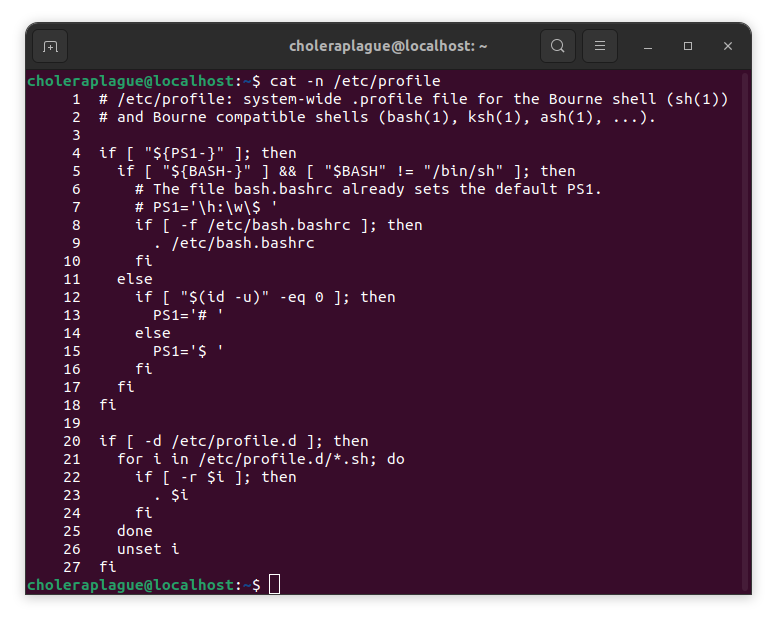 choleraplague@localhost: ~
choleraplague@localhost:~$ cat -n /etc/profile
     1  # /etc/profile: system-wide .profile file for the Bourne shell (sh(1))
     2  # and Bourne compatible shells (bash(1), ksh(1), ash(1), ...).
     3
     4  if [ "${PS1-}" ]; then
     5    if [ "${BASH-}" ] && [ "$BASH" != "/bin/sh" ]; then
     6      # The file bash.bashrc already sets the default PS1.
     7      # PS1='\h:\w\$ '
     8      if [ -f /etc/bash.bashrc ]; then
     9        . /etc/bash.bashrc
    10      fi
    11    else
    12      if [ "$(id -u)" -eq 0 ]; then
    13        PS1='# '
    14      else
    15        PS1='$ '
    16      fi
    17    fi
    18  fi
    19
    20  if [ -d /etc/profile.d ]; then
    21    for i in /etc/profile.d/*.sh; do
    22      if [ -r $i ]; then
    23        . $i
    24      fi
    25    done
    26    unset i
    27  fi
choleraplague@localhost:~$